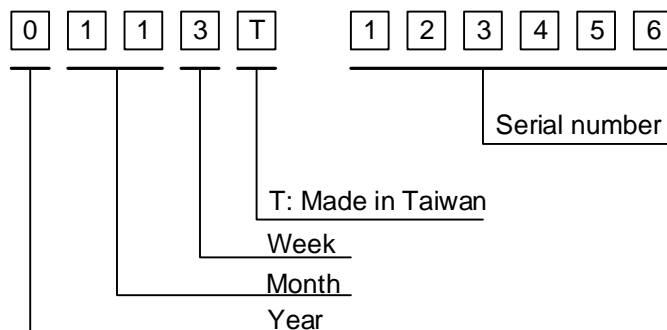 0 1 1 3 T 1 2 3 4 5 6
Serial number
T: Made in Taiwan
Week
Month
Year